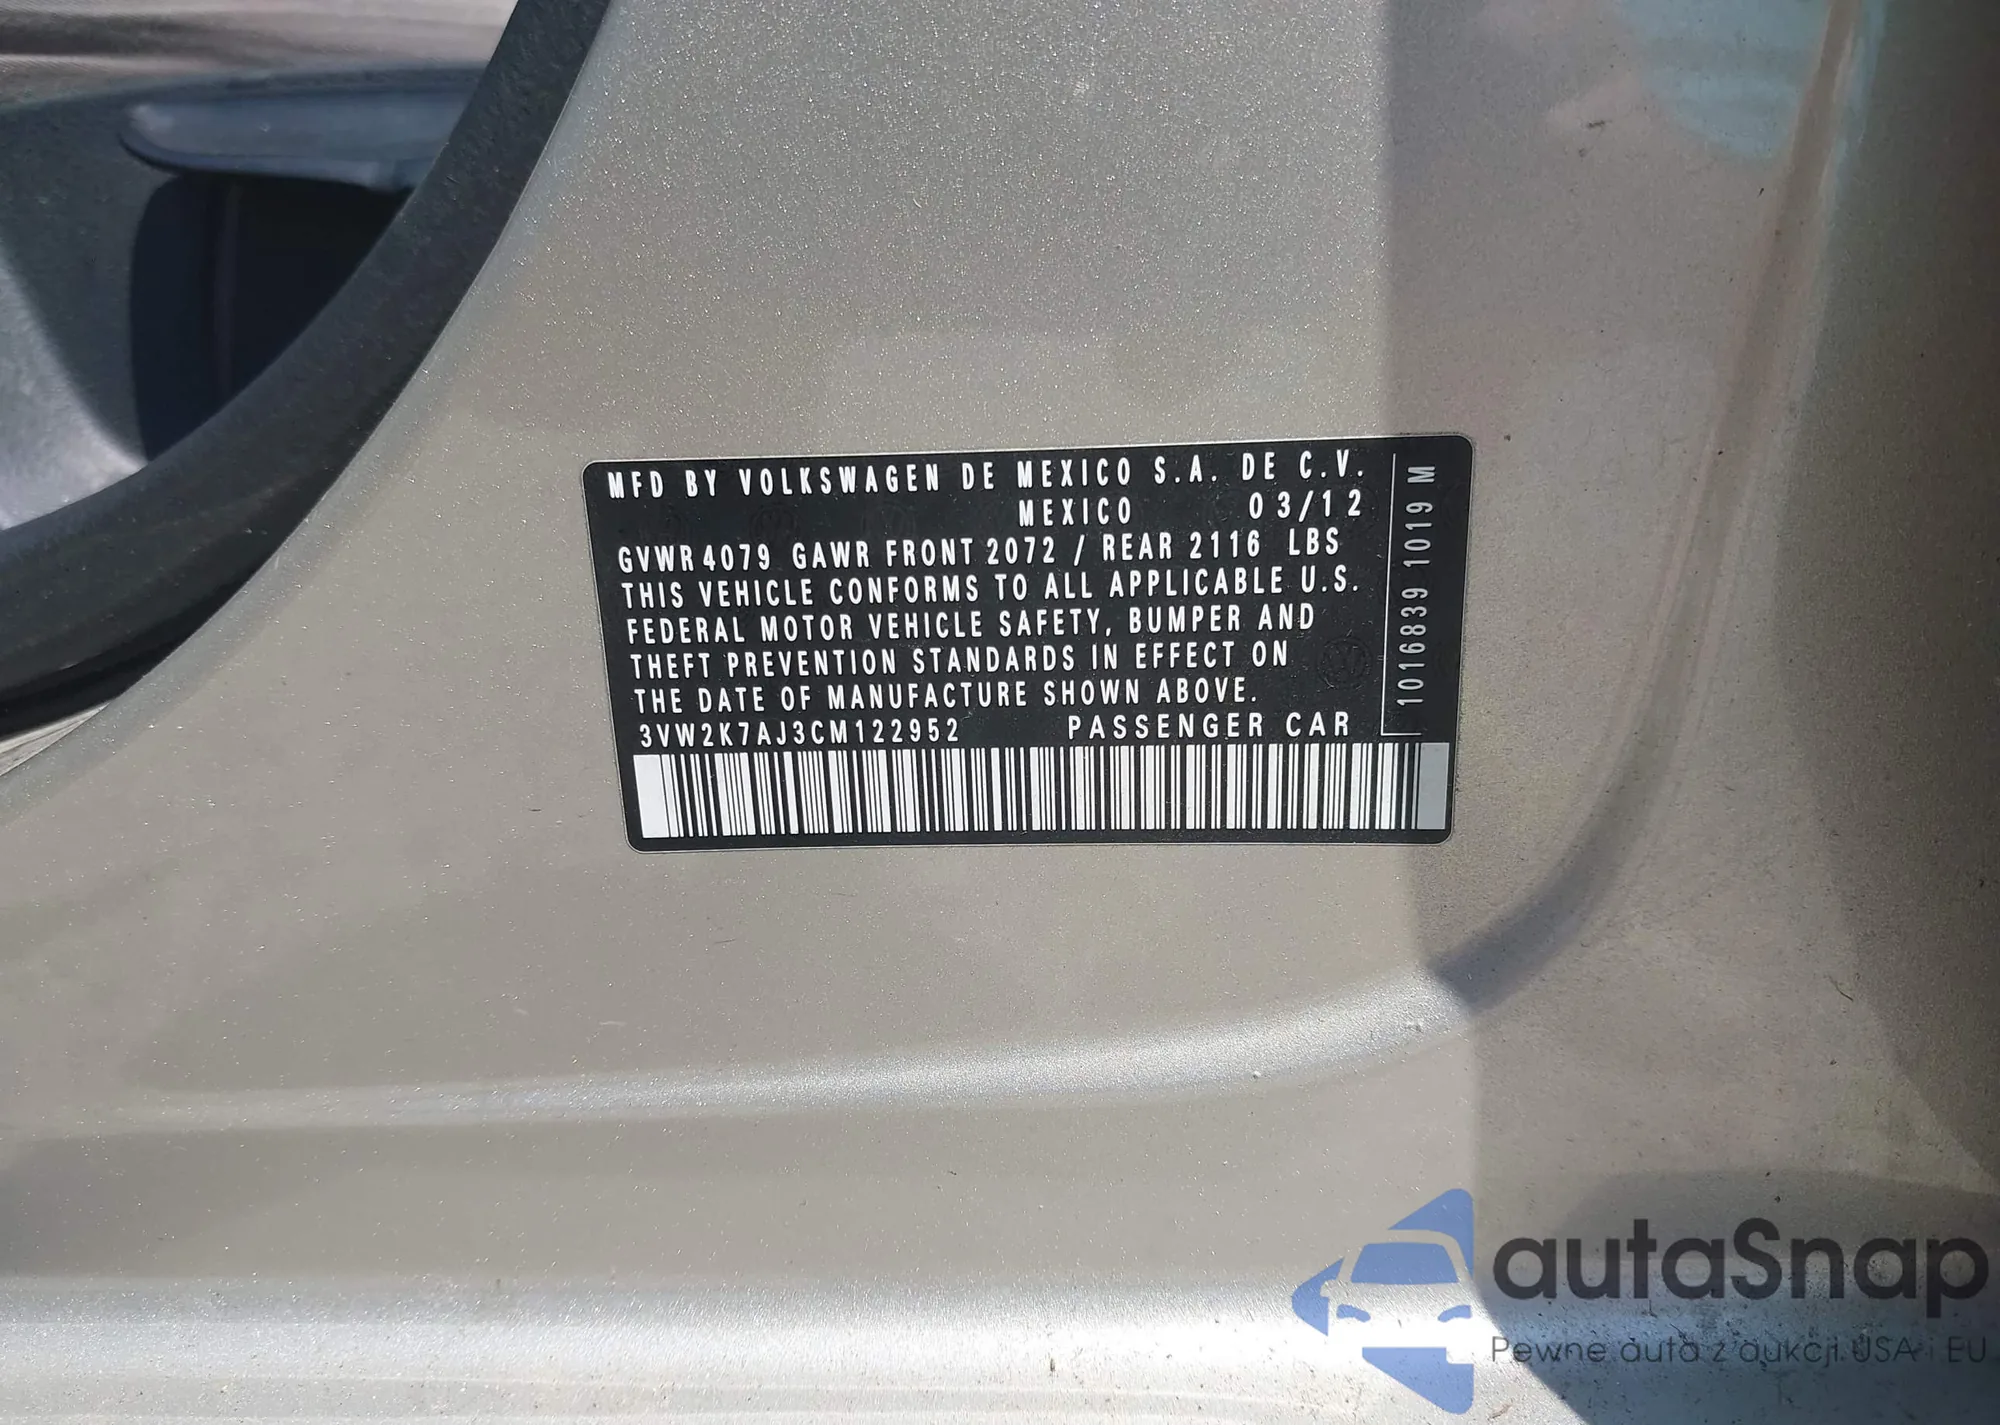 MFD BY VOLKSWAGEN DE MEXICO S.A. DE C.V.
MEXICO 03/12
GVWR 4079 GAWR FRONT 2072 / REAR 2116 LBS
THIS VEHICLE CONFORMS TO ALL APPLICABLE U.S.
FEDERAL MOTOR VEHICLE SAFETY, BUMPER AND
THEFT PREVENTION STANDARDS IN EFFECT ON
THE DATE OF MANUFACTURE SHOWN ABOVE.
3VW2K7AJ3CM122952 PASSENGER CAR
1016839 1019 M
autaSnap
Pewne auta z aukcji USA i EU